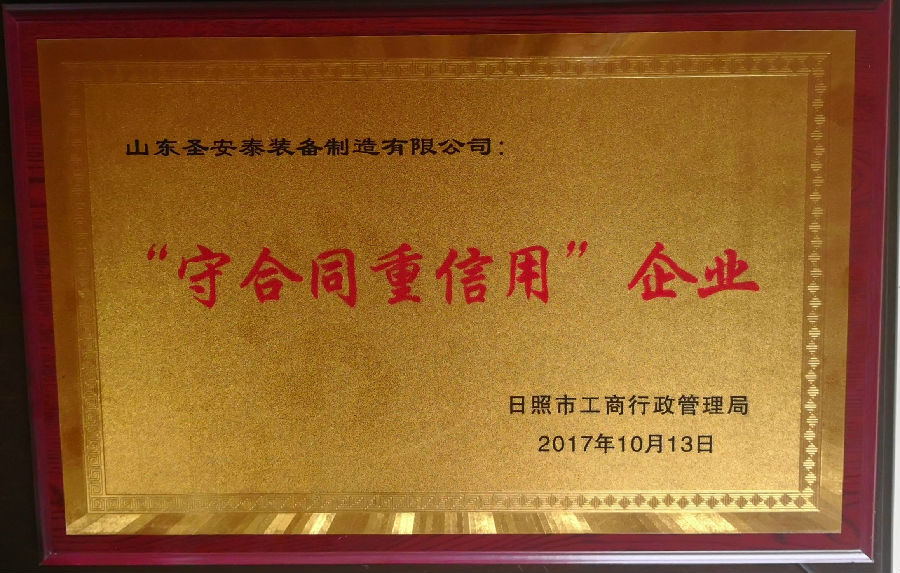 山东圣安泰装备制造有限公司：
“守合同重信用”企业
日照市工商行政管理局
2017年10月13日